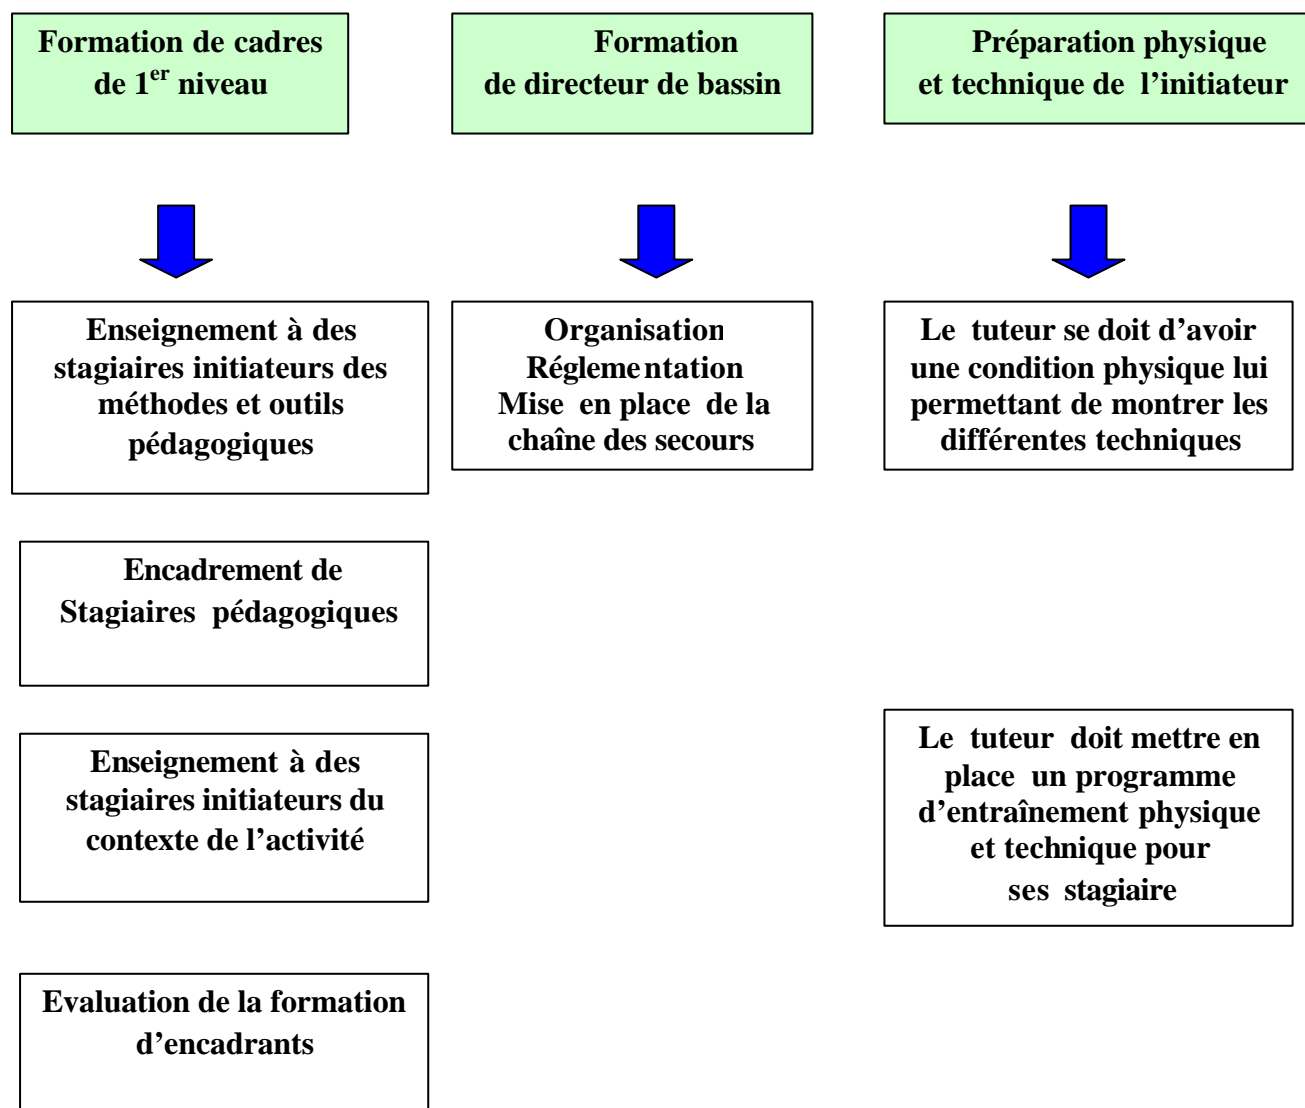 Formation de cadres
de 1er niveau
Formation
de directeur de bassin
Préparation physique
et technique de l’initiateur
Enseignement à des
stagiaires initiateurs des
méthodes et outils
pédagogiques
Organisation
Réglementation
Mise en place de la
chaîne des secours
Le tuteur se doit d’avoir
une condition physique lui
permettant de montrer les
différentes techniques
Encadrement de
Stagiaires pédagogiques
Enseignement à des
stagiaires initiateurs du
contexte de l’activité
Le tuteur doit mettre en
place un programme
d’entraînement physique
et technique pour
ses stagiaire
Evaluation de la formation
d’encadrants